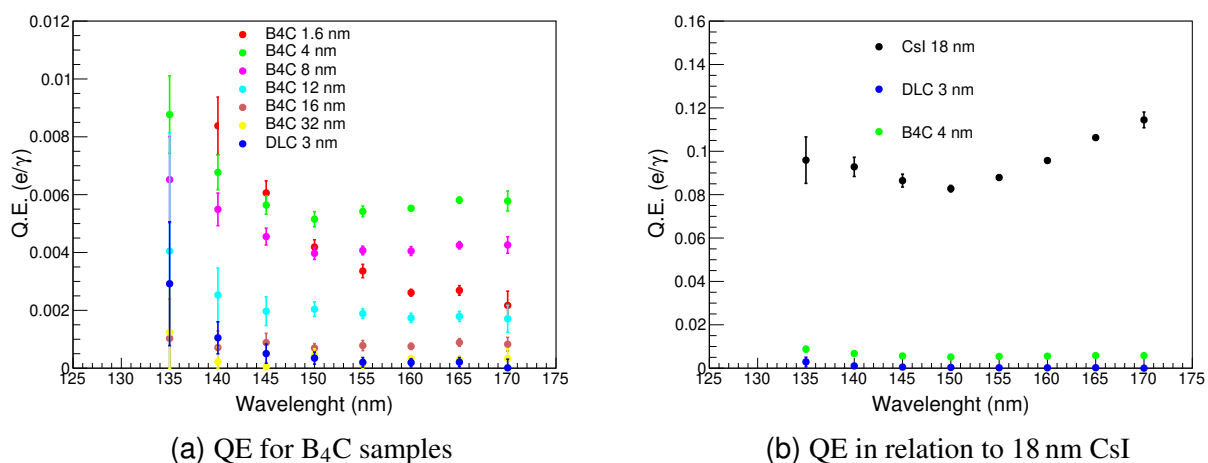 0.012
0.01
0.008
0.006
0.004
0.002
0
Q.E. (e/γ)
B4C 1.6 nm
B4C 4 nm
B4C 8 nm
B4C 12 nm
B4C 16 nm
B4C 32 nm
DLC 3 nm
125 130 135 140 145 150 155 160 165 170 175
Wavelenght (nm)
(a) QE for B₄C samples
0.16
0.14
0.12
0.1
0.08
0.06
0.04
0.02
0
Q.E. (e/γ)
CsI 18 nm
DLC 3 nm
B4C 4 nm
125 130 135 140 145 150 155 160 165 170 175
Wavelenght (nm)
(b) QE in relation to 18 nm CsI